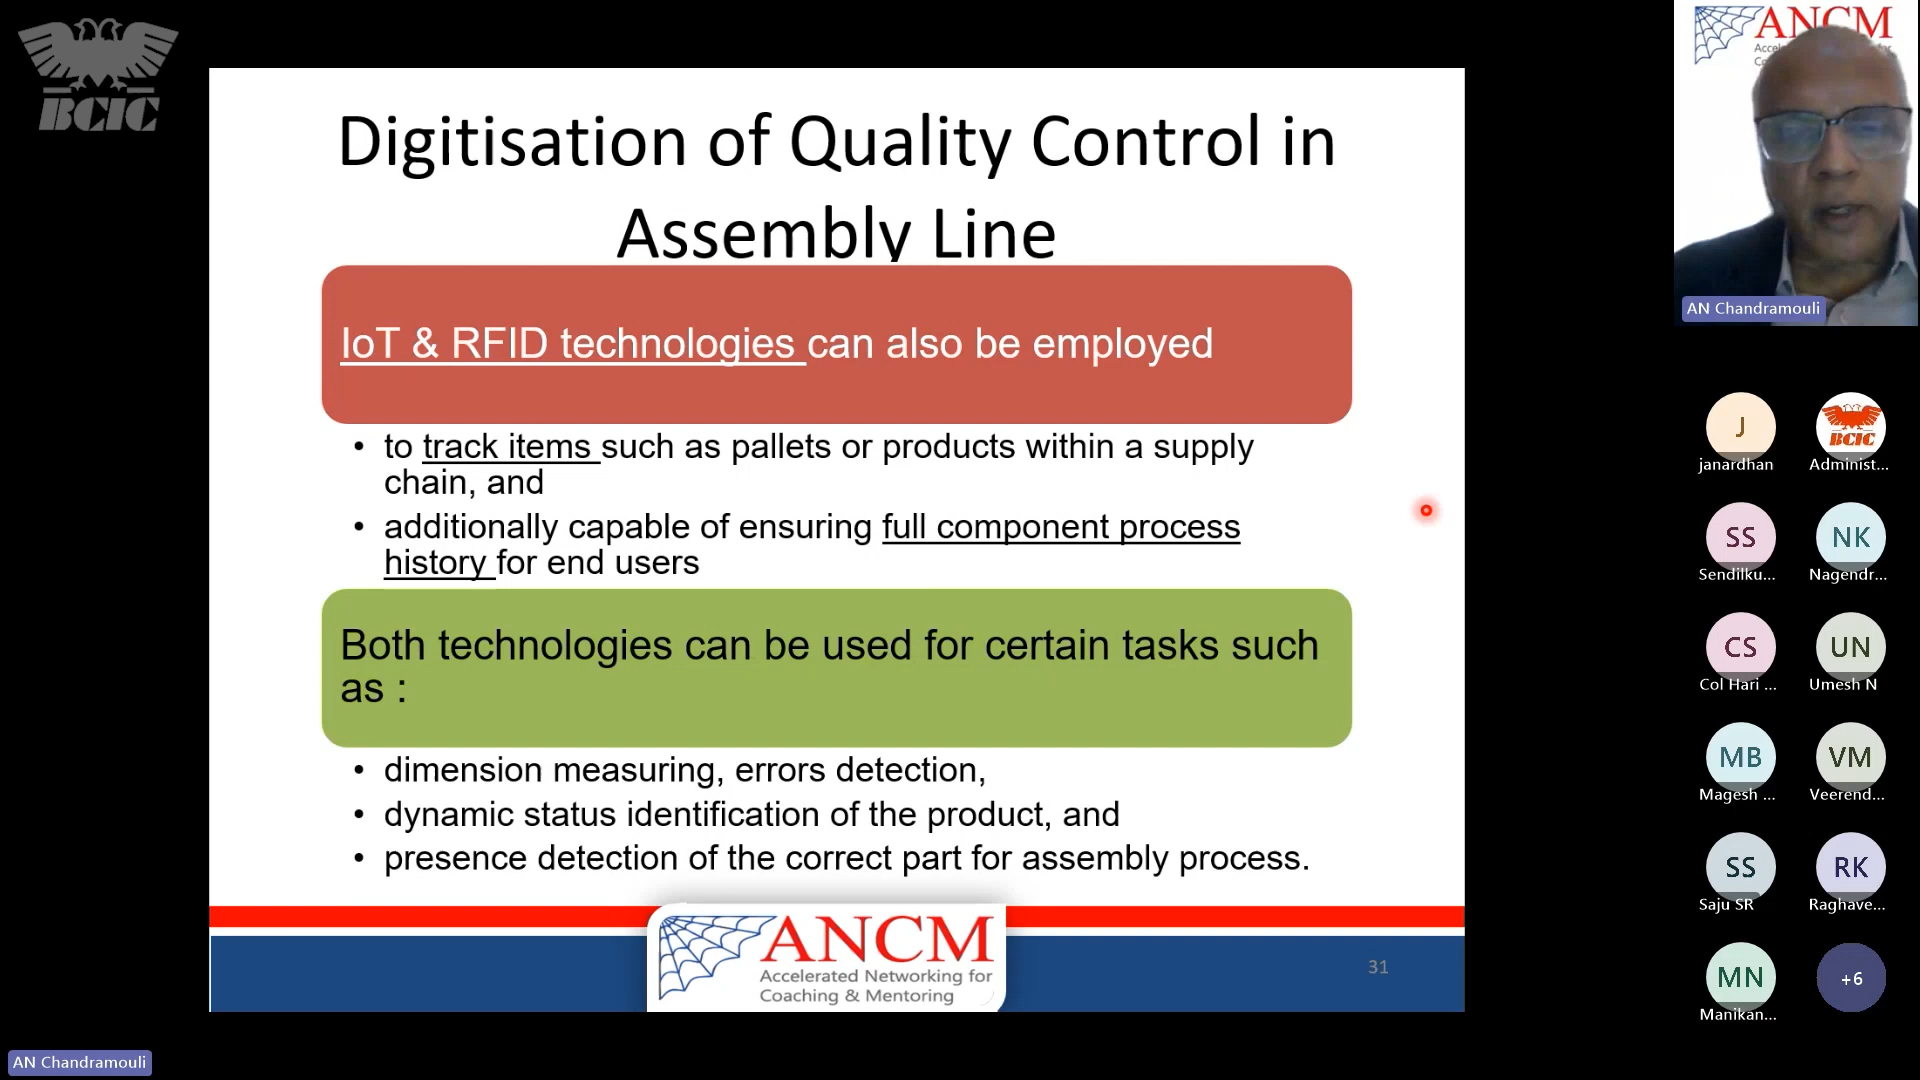 BCIC
Digitisation of Quality Control in
Assembly Line
IoT & RFID technologies can also be employed
• to track items such as pallets or products within a supply
chain, and
• additionally capable of ensuring full component process
history for end users
Both technologies can be used for certain tasks such
as :
• dimension measuring, errors detection,
• dynamic status identification of the product, and
• presence detection of the correct part for assembly process.
ANCM
Accelerated Networking for
Coaching & Mentoring
31
AN Chandramouli
ANCM
AN Chandramouli
J
janardhan
BCIC
Administ...
SS
Sendilku...
NK
Nagendr...
CS
Col Hari ...
UN
Umesh N
MB
Magesh ...
VM
Veerend...
SS
Saju SR
RK
Raghave...
MN
Manikan...
+6